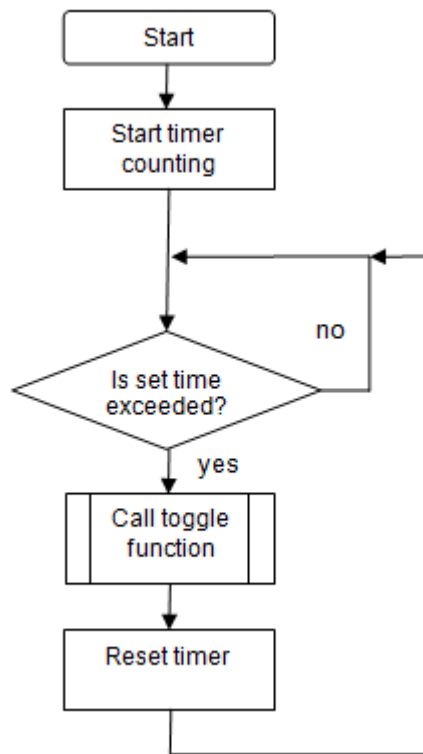 Start
Start timer
counting
no
Is set time
exceeded?
yes
Call toggle
function
Reset timer